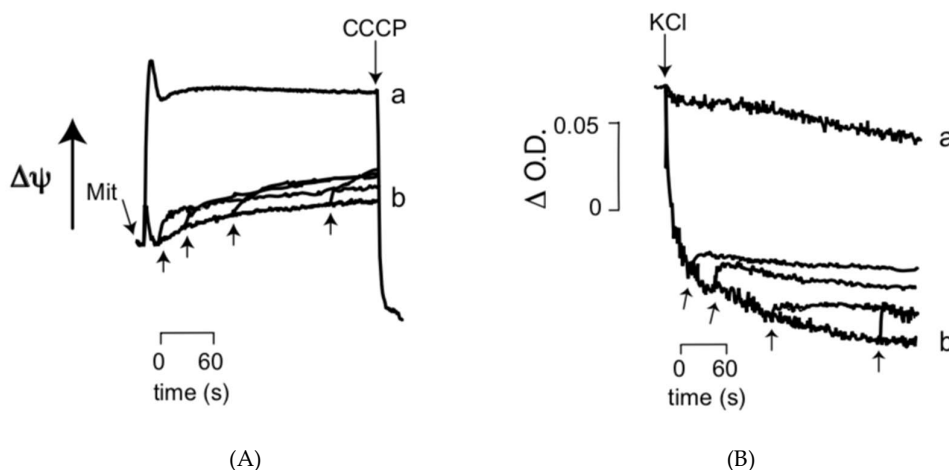 CCCP
a
Δψ
Mit
b
0 60
time (s)
(A)
KCl
0.05
Δ O.D.
0
a
b
0 60
time (s)
(B)